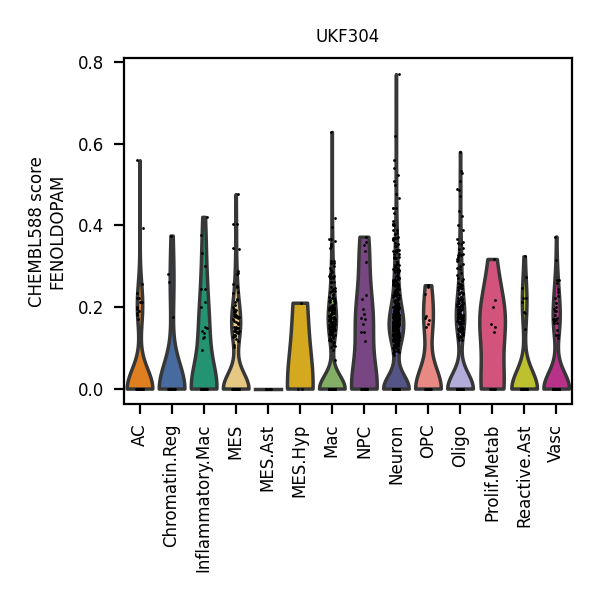 UKF304
CHEMBL588 score
FENOLDOPAM
0.8
0.6
0.4
0.2
0.0
AC
Chromatin.Reg
Inflammatory.Mac
MES
MES.Ast
MES.Hyp
Mac
NPC
Neuron
OPC
Oligo
Prolif.Metab
Reactive.Ast
Vasc